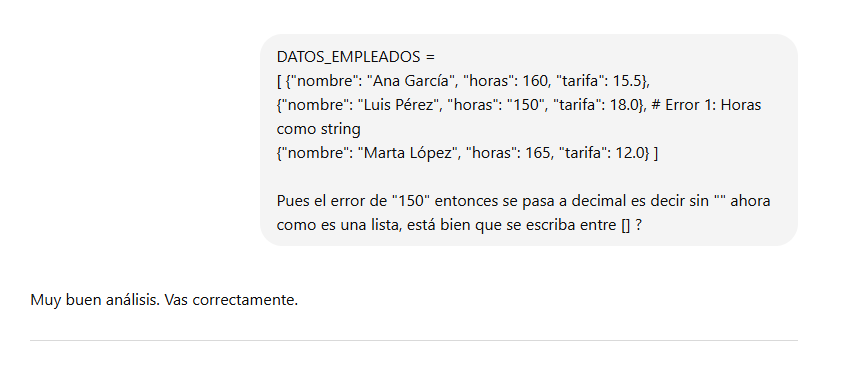 DATOS_EMPLEADOS =
[ {"nombre": "Ana García", "horas": 160, "tarifa": 15.5},
{"nombre": "Luis Pérez", "horas": "150", "tarifa": 18.0}, # Error 1: Horas
como string
{"nombre": "Marta López", "horas": 165, "tarifa": 12.0} ]
Pues el error de "150" entonces se pasa a decimal es decir sin "" ahora
como es una lista, está bien que se escriba entre [] ?
Muy buen análisis. Vas correctamente.